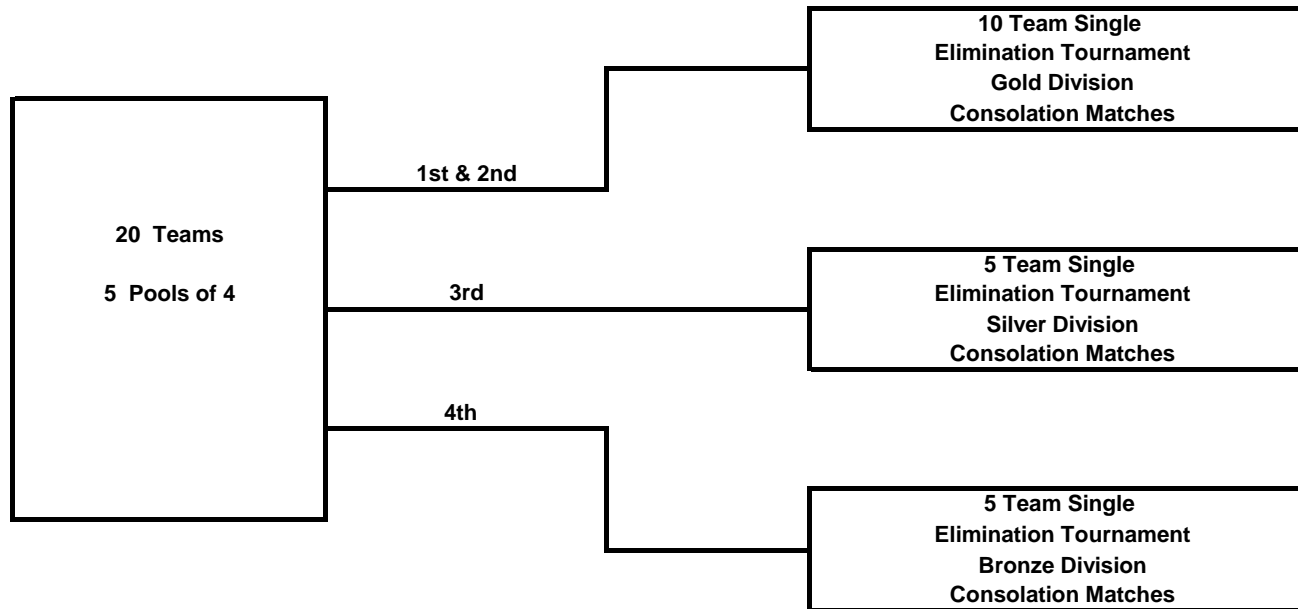 20 Teams
5 Pools of 4
1st & 2nd
3rd
4th
10 Team Single
Elimination Tournament
Gold Division
Consolation Matches
5 Team Single
Elimination Tournament
Silver Division
Consolation Matches
5 Team Single
Elimination Tournament
Bronze Division
Consolation Matches